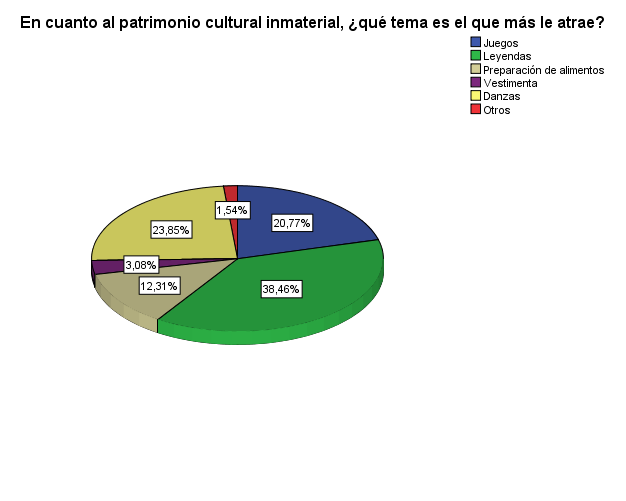 En cuanto al patrimonio cultural inmaterial, ¿qué tema es el que más le atrae?
Juegos
Leyendas
Preparación de alimentos
Vestimenta
Danzas
Otros
1,54%
20,77%
23,85%
3,08%
12,31%
38,46%